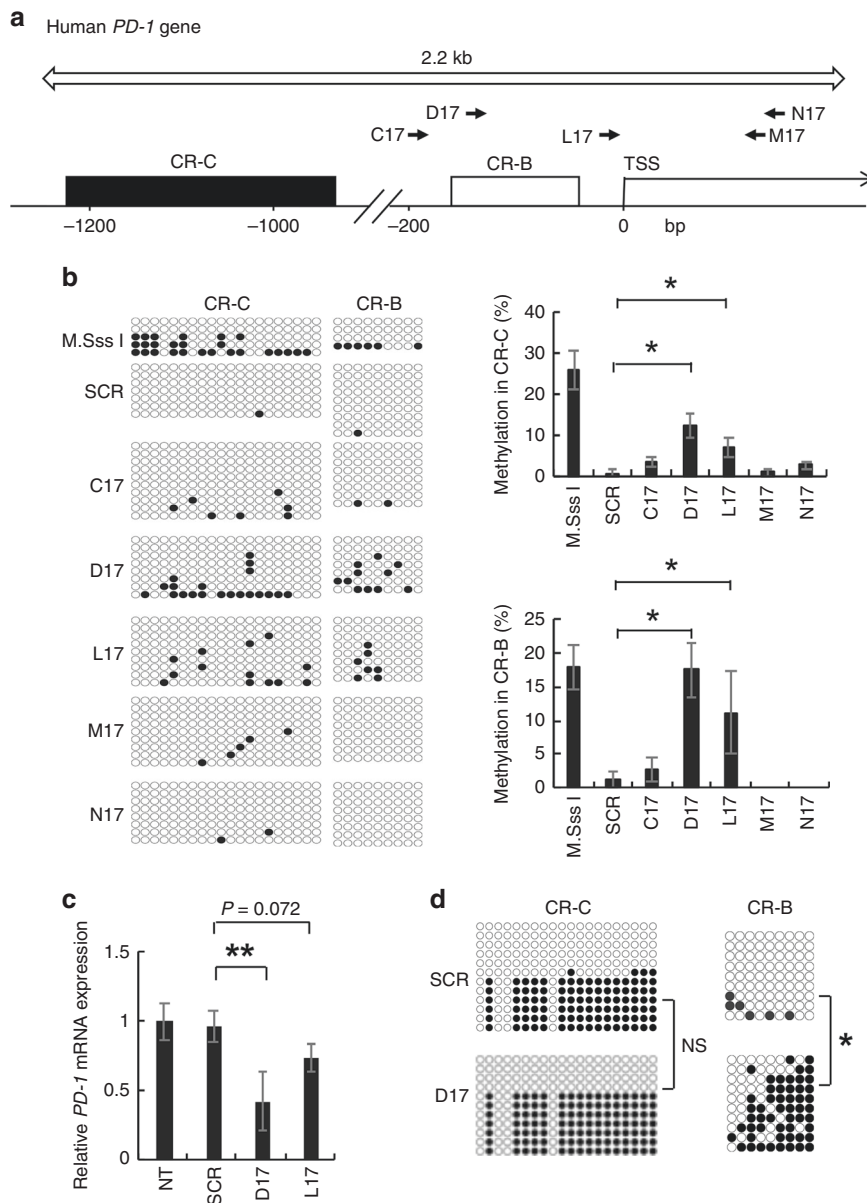 a
Human PD-1 gene
2.2 kb
D17
N17
C17
L17
M17
CR-C
CR-B
TSS
–1200
–1000
–200
0
bp
b
CR-C
CR-B
M.Sss I
SCR
C17
D17
L17
M17
N17
Methylation in CR-C (%)
40
30
20
10
0
*
*
M.Sss I
SCR
C17
D17
L17
M17
N17
Methylation in CR-B (%)
25
20
15
10
5
0
*
*
M.Sss I
SCR
C17
D17
L17
M17
N17
c
Relative PD-1 mRNA expression
1.5
1
0.5
0
P = 0.072
**
NT
SCR
D17
L17
d
CR-C
CR-B
SCR
D17
NS
*